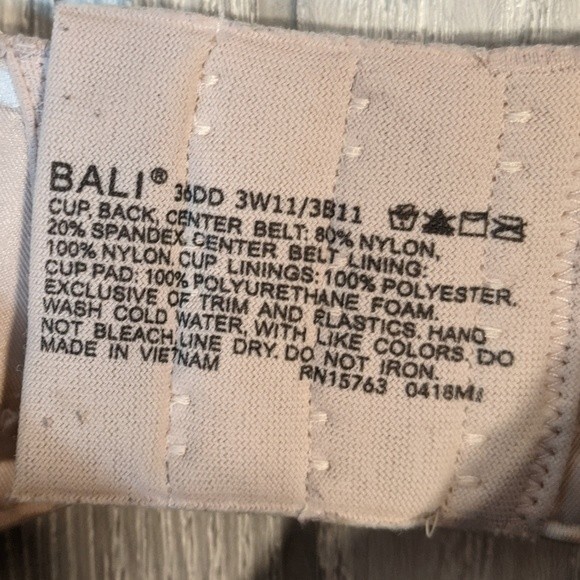 BALI® 36DD 3W11/3B11
CUP, BACK, CENTER BELT: 80% NYLON,
20% SPANDEX. CENTER BELT LINING:
100% NYLON. CUP LININGS: 100% POLYESTER.
CUP PAD: 100% POLYURETHANE FOAM.
EXCLUSIVE OF TRIM AND PLASTICS. HAND
WASH COLD WATER, WITH LIKE COLORS. DO
NOT BLEACH. LINE DRY. DO NOT IRON.
MADE IN VIETNAM RN15763 0418M